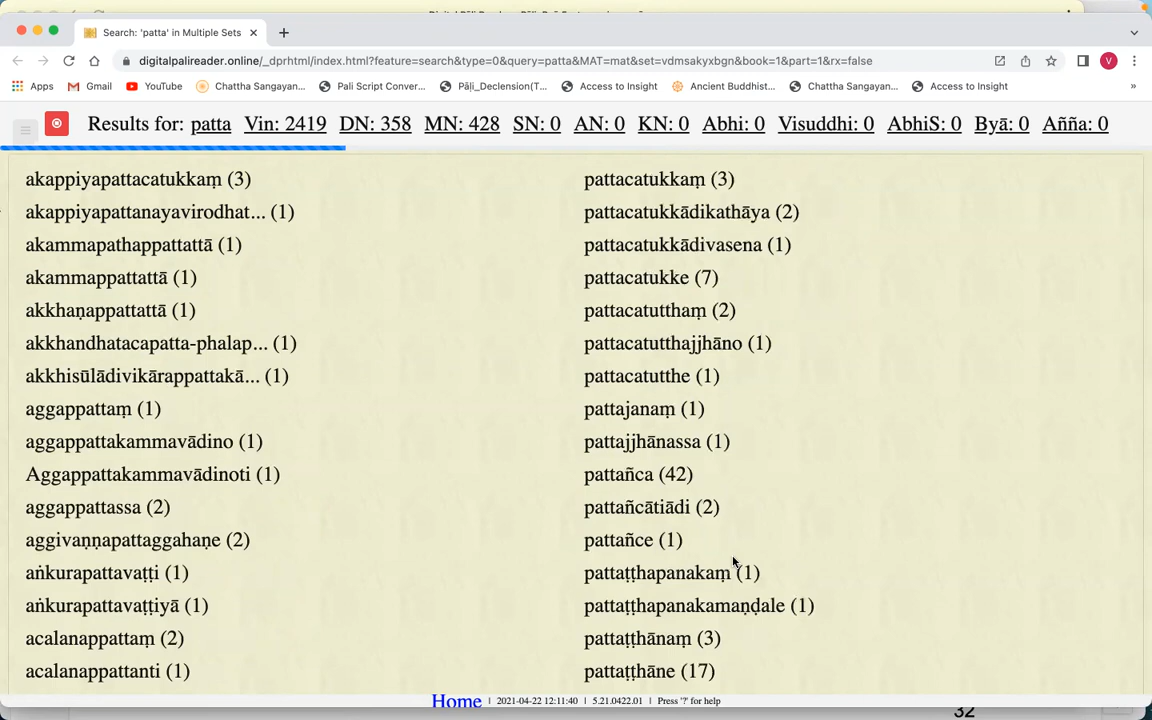 Search: 'patta' in Multiple Sets
digitalpalireader.online/_dprhtml/index.html?feature=search&type=0&query=patta&MAT=mat&set=vdmsakyxbgn&book=1&part=1&rx=false
V
Apps Gmail YouTube Chattha Sangayan... Pali Script Conver... Pāḷi_Declension(T... Access to Insight Ancient Buddhist... Chattha Sangayan... Access to Insight »
Results for: patta Vin: 2419 DN: 358 MN: 428 SN: 0 AN: 0 KN: 0 Abhi: 0 Visuddhi: 0 AbhiS: 0 Byā: 0 Añña: 0
akappiyapattacatukkaṃ (3)
akappiyapattanayavirodhat... (1)
akammapathappattattā (1)
akammappattattā (1)
akkhaṇappattattā (1)
akkhandhatacapatta-phalap... (1)
akkhisūlādivikārappattakā... (1)
aggappattaṃ (1)
aggappattakammavādino (1)
Aggappattakammavādinoti (1)
aggappattassa (2)
aggivaṇṇapattaggahaṇe (2)
aṅkurapattavaṭṭi (1)
aṅkurapattavaṭṭiyā (1)
acalanappattaṃ (2)
acalanappattanti (1)
pattacatukkaṃ (3)
pattacatukkādikathāya (2)
pattacatukkādivasena (1)
pattacatukke (7)
pattacatutthaṃ (2)
pattacatutthajjhāno (1)
pattacatutthe (1)
pattajanaṃ (1)
pattajjhānassa (1)
pattañca (42)
pattañcātiādi (2)
pattañce (1)
pattaṭṭhapanakaṃ (1)
pattaṭṭhapanakamaṇḍale (1)
pattaṭṭhānaṃ (3)
pattaṭṭhāne (17)
Home | 2021-04-22 12:11:40 | 5.21.0422.01 | Press '?' for help
32